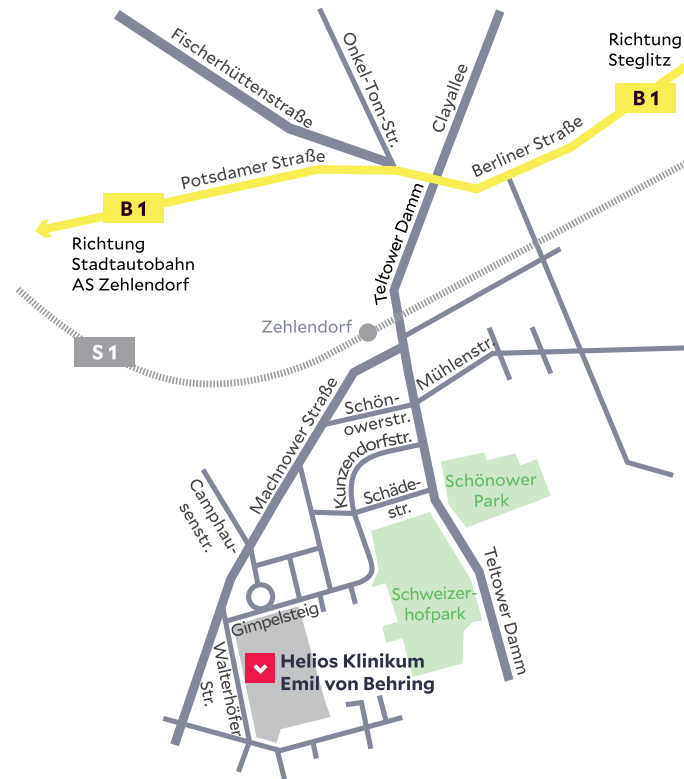 Richtung
Steglitz
B 1
Fischerhüttenstraße
Onkel-Tom-Str.
Clayallee
Berliner Straße
Potsdamer Straße
B 1
Richtung
Stadtautobahn
AS Zehlendorf
Teltower Damm
Zehlendorf
S 1
Mühlenstr.
Schön-
owerstr.
Machnower Straße
Kunzendorfstr.
Schäde-
str.
Schönower
Park
Camphau-
senstr.
Schweizer-
hofpark
Teltower Damm
Gimpelsteig
Walterhöfer
Str.
Helios Klinikum
Emil von Behring